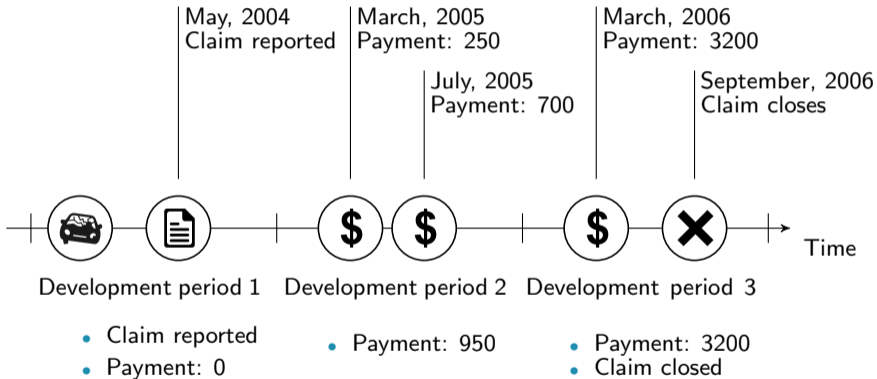 May, 2004
Claim reported
March, 2005
Payment: 250
July, 2005
Payment: 700
March, 2006
Payment: 3200
September, 2006
Claim closes
$ $ $
Time
Development period 1
Development period 2
Development period 3
• Claim reported
• Payment: 0
• Payment: 950
• Payment: 3200
• Claim closed